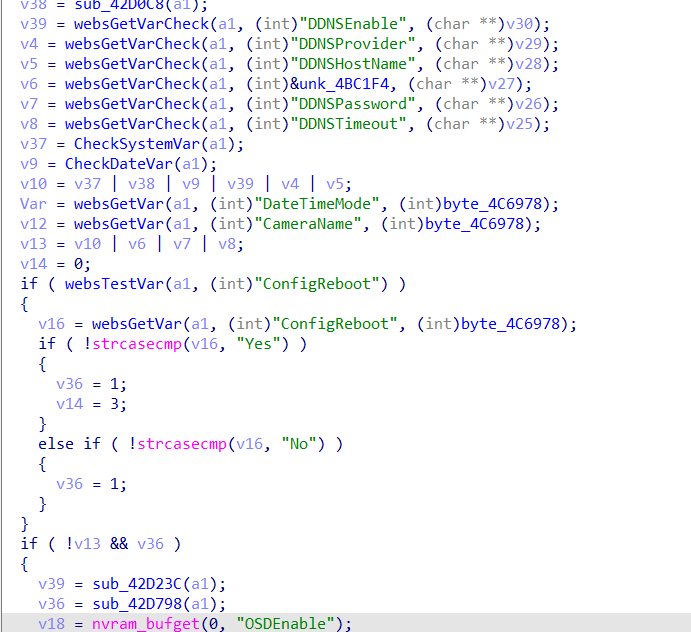 v38 = sub_42D0C8(a1);
v39 = websGetVarCheck(a1, (int)"DDNSEnable", (char **)v30);
v4 = websGetVarCheck(a1, (int)"DDNSProvider", (char **)v29);
v5 = websGetVarCheck(a1, (int)"DDNSHostName", (char **)v28);
v6 = websGetVarCheck(a1, (int)&unk_4BC1F4, (char **)v27);
v7 = websGetVarCheck(a1, (int)"DDNSPassword", (char **)v26);
v8 = websGetVarCheck(a1, (int)"DDNSTimeout", (char **)v25);
v37 = CheckSystemVar(a1);
v9 = CheckDateVar(a1);
v10 = v37 | v38 | v9 | v39 | v4 | v5;
Var = websGetVar(a1, (int)"DateTimeMode", (int)byte_4C6978);
v12 = websGetVar(a1, (int)"CameraName", (int)byte_4C6978);
v13 = v10 | v6 | v7 | v8;
v14 = 0;
if ( websTestVar(a1, (int)"ConfigReboot") )
{
v16 = websGetVar(a1, (int)"ConfigReboot", (int)byte_4C6978);
if ( !strcasecmp(v16, "Yes") )
{
v36 = 1;
v14 = 3;
}
else if ( !strcasecmp(v16, "No") )
{
v36 = 1;
}
}
if ( !v13 && v36 )
{
v39 = sub_42D23C(a1);
v36 = sub_42D798(a1);
v18 = nvram_bufget(0, "OSDEnable");